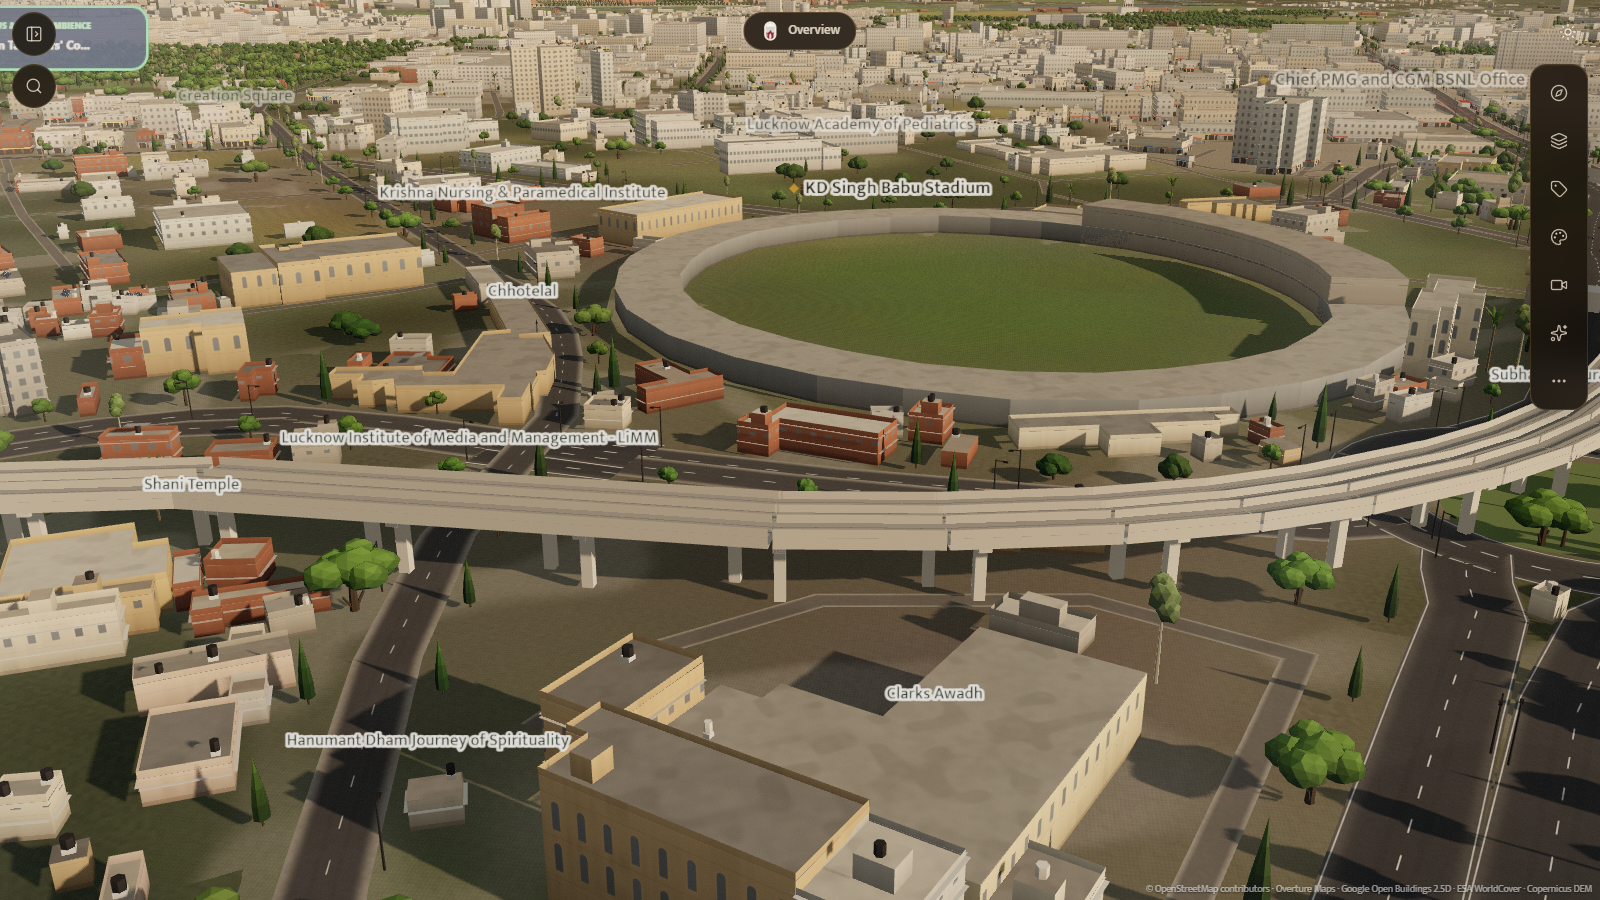 Overview
Chief PMG and CGM BSNL Office
Creation Square
Lucknow Academy of Pediatrics
Krishna Nursing & Paramedical Institute
KD Singh Babu Stadium
Chhotelal
Lucknow Institute of Media and Management - LiMM
Shani Temple
Clarks Awadh
Hanumant Dham Journey of Spirituality
© OpenStreetMap contributors · Overture Maps · Google Open Buildings 2.5D · ESA WorldCover · Copernicus DEM